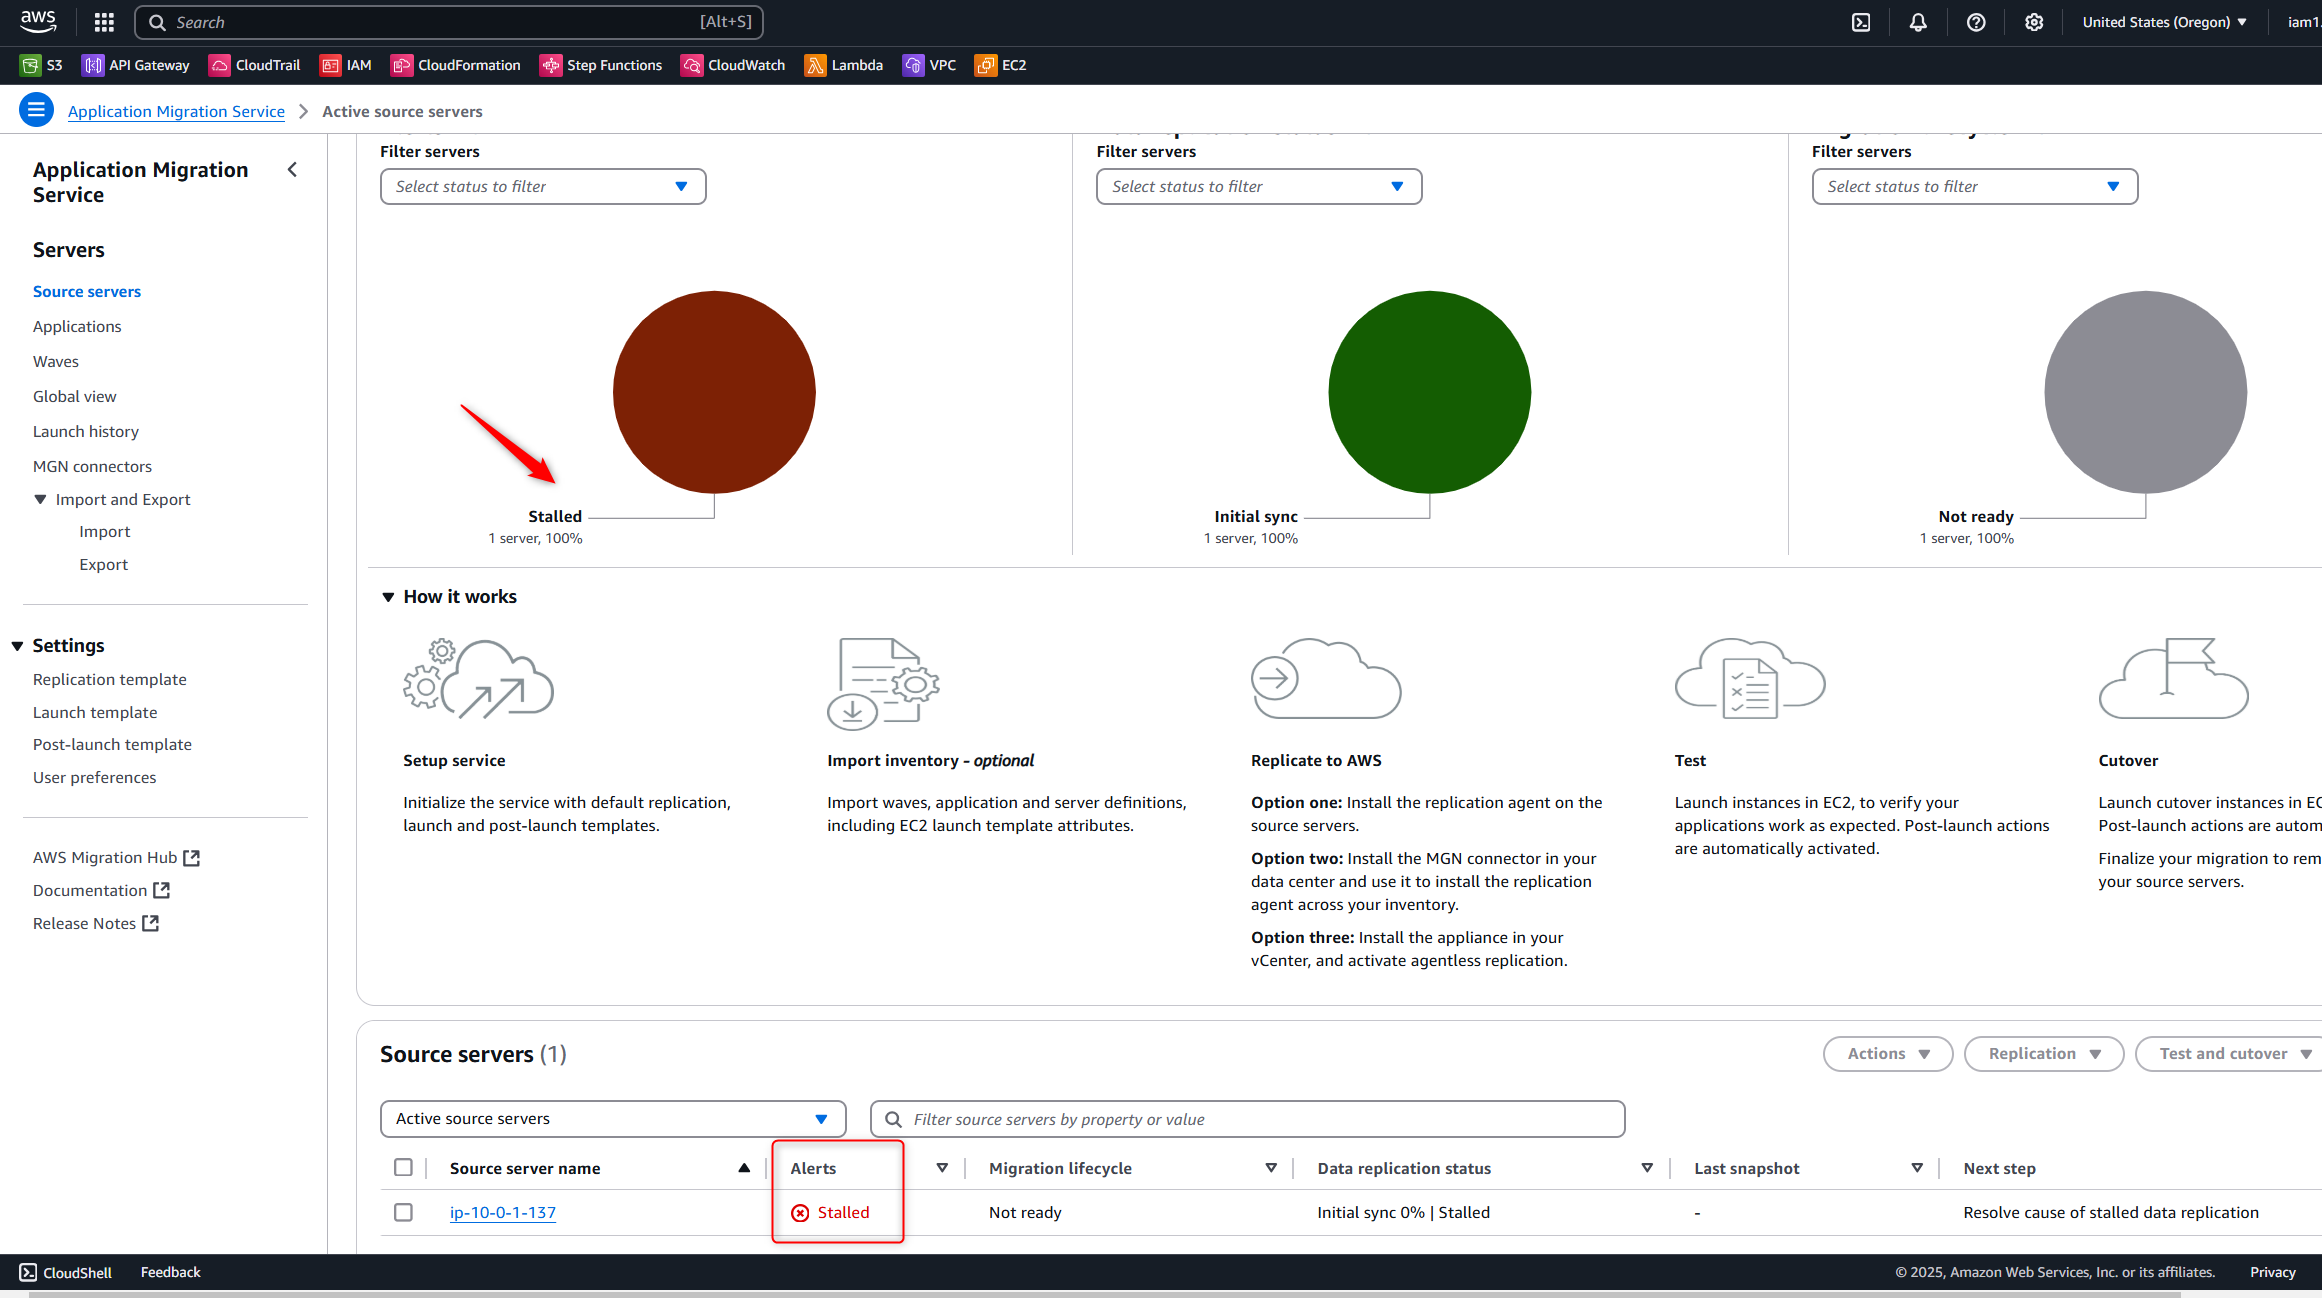 aws
Search
[Alt+S]
United States (Oregon)
iam1
S3
API Gateway
CloudTrail
IAM
CloudFormation
Step Functions
CloudWatch
Lambda
VPC
EC2
Application Migration Service
Active source servers
Application Migration
Service
Servers
Source servers
Applications
Waves
Global view
Launch history
MGN connectors
Import and Export
Import
Export
Settings
Replication template
Launch template
Post-launch template
User preferences
AWS Migration Hub
Documentation
Release Notes
Filter servers
Select status to filter
Stalled
1 server, 100%
Filter servers
Select status to filter
Initial sync
1 server, 100%
Filter servers
Select status to filter
Not ready
1 server, 100%
How it works
Setup service
Initialize the service with default replication,
launch and post-launch templates.
Import inventory - optional
Import waves, application and server definitions,
including EC2 launch template attributes.
Replicate to AWS
Option one: Install the replication agent on the
source servers.
Option two: Install the MGN connector in your
data center and use it to install the replication
agent across your inventory.
Option three: Install the appliance in your
vCenter, and activate agentless replication.
Test
Launch instances in EC2, to verify your
applications work as expected. Post-launch actions
are automatically activated.
Cutover
Launch cutover instances in EC
Post-launch actions are autom
Finalize your migration to rem
your source servers.
Source servers (1)
Actions
Replication
Test and cutover
Active source servers
Filter source servers by property or value
Source server name
Alerts
Migration lifecycle
Data replication status
Last snapshot
Next step
ip-10-0-1-137
Stalled
Not ready
Initial sync 0% | Stalled
-
Resolve cause of stalled data replication
CloudShell
Feedback
© 2025, Amazon Web Services, Inc. or its affiliates.
Privacy